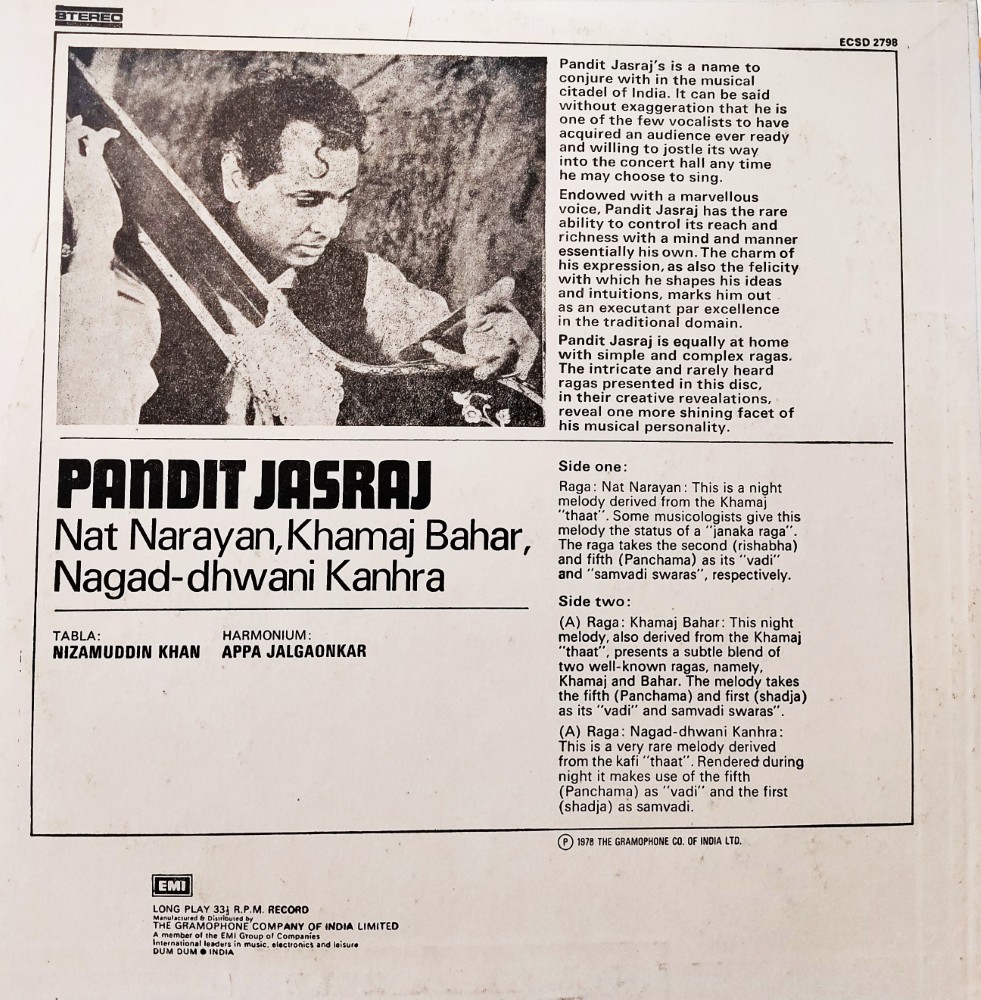 STEREO
ECSD 2798
Pandit Jasraj's is a name to
conjure with in the musical
citadel of India. It can be said
without exaggeration that he is
one of the few vocalists to have
acquired an audience ever ready
and willing to jostle its way
into the concert hall any time
he may choose to sing.
Endowed with a marvellous
voice, Pandit Jasraj has the rare
ability to control its reach and
richness with a mind and manner
essentially his own. The charm of
his expression, as also the felicity
with which he shapes his ideas
and intuitions, marks him out
as an executant par excellence
in the traditional domain.
Pandit Jasraj is equally at home
with simple and complex ragas.
The intricate and rarely heard
ragas presented in this disc,
in their creative revealations,
reveal one more shining facet of
his musical personality.
PANDIT JASRAJ
Nat Narayan, Khamaj Bahar,
Nagad-dhwani Kanhra
TABLA:
NIZAMUDDIN KHAN
HARMONIUM:
APPA JALGAONKAR
Side one:
Raga: Nat Narayan: This is a night
melody derived from the Khamaj
"thaat". Some musicologists give this
melody the status of a "janaka raga".
The raga takes the second (rishabha)
and fifth (Panchama) as its "vadi"
and "samvadi swaras", respectively.
Side two:
(A) Raga: Khamaj Bahar: This night
melody, also derived from the Khamaj
"thaat", presents a subtle blend of
two well-known ragas, namely,
Khamaj and Bahar. The melody takes
the fifth (Panchama) and first (shadja)
as its "vadi" and samvadi swaras".
(A) Raga: Nagad-dhwani Kanhra:
This is a very rare melody derived
from the kafi "thaat". Rendered during
night it makes use of the fifth
(Panchama) as "vadi" and the first
(shadja) as samvadi.
Ⓟ 1978 THE GRAMOPHONE CO. OF INDIA LTD.
EMI
LONG PLAY 33⅓ R.P.M. RECORD
Manufactured & Distributed by
THE GRAMOPHONE COMPANY OF INDIA LIMITED
A member of the EMI Group of Companies
International leaders in music, electronics and leisure
DUM DUM ● INDIA